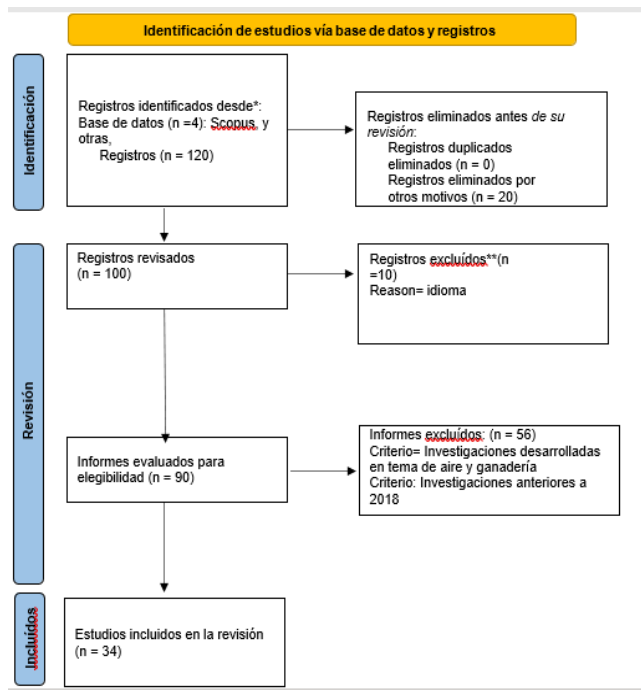 Identificación de estudios vía base de datos y registros
Identificación
Registros identificados desde*:
Base de datos (n =4): Scopus, y
otras,
Registros (n = 120)
Registros eliminados antes de su
revisión:
Registros duplicados
eliminados (n = 0)
Registros eliminados por
otros motivos (n = 20)
Revisión
Registros revisados
(n = 100)
Registros excluídos**(n
=10)
Reason= idioma
Informes evaluados para
elegibilidad (n = 90)
Informes excluídos: (n = 56)
Criterio= Investigaciones desarrolladas
en tema de aire y ganadería
Criterio: Investigaciones anteriores a
2018
Incluídos
Estudios incluidos en la revisión
(n = 34)